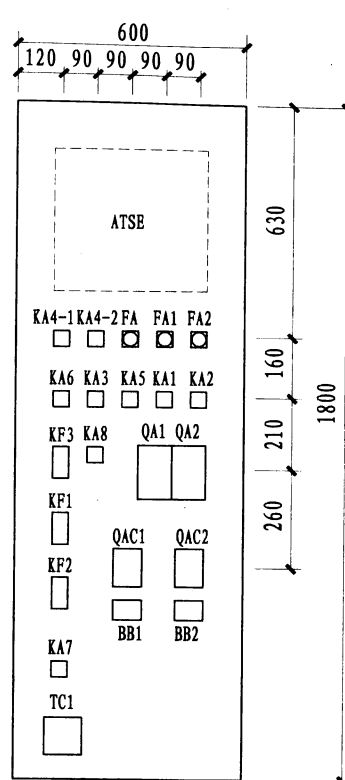 600
120 90 90 90 90
ATSE
630
KA4-1 KA4-2 FA FA1 FA2
160
KA6 KA3 KA5 KA1 KA2
1800
KF3 KA8 QA1 QA2
210
KF1
260
QAC1 QAC2
KF2
BB1 BB2
KA7
TC1